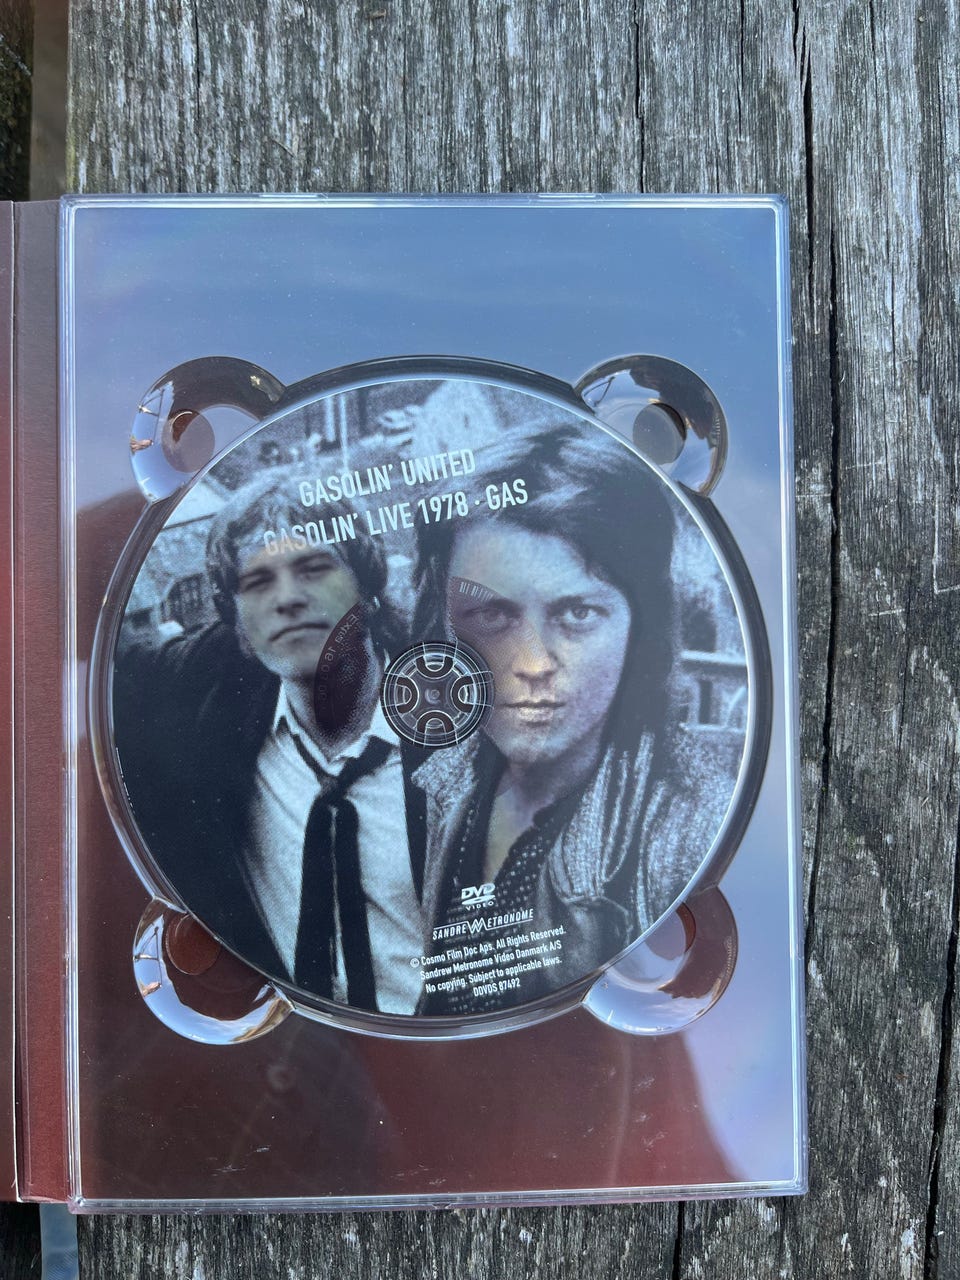 GASOLIN' UNITED
GASOLIN' LIVE 1978 · GAS
DVD
VIDEO
SANDREW METRONOME
© Cosmo Film Doc Aps. All Rights Reserved.
Sandrew Metronome Video Danmark A/S
No copying. Subject to applicable laws.
DDVDS 87492